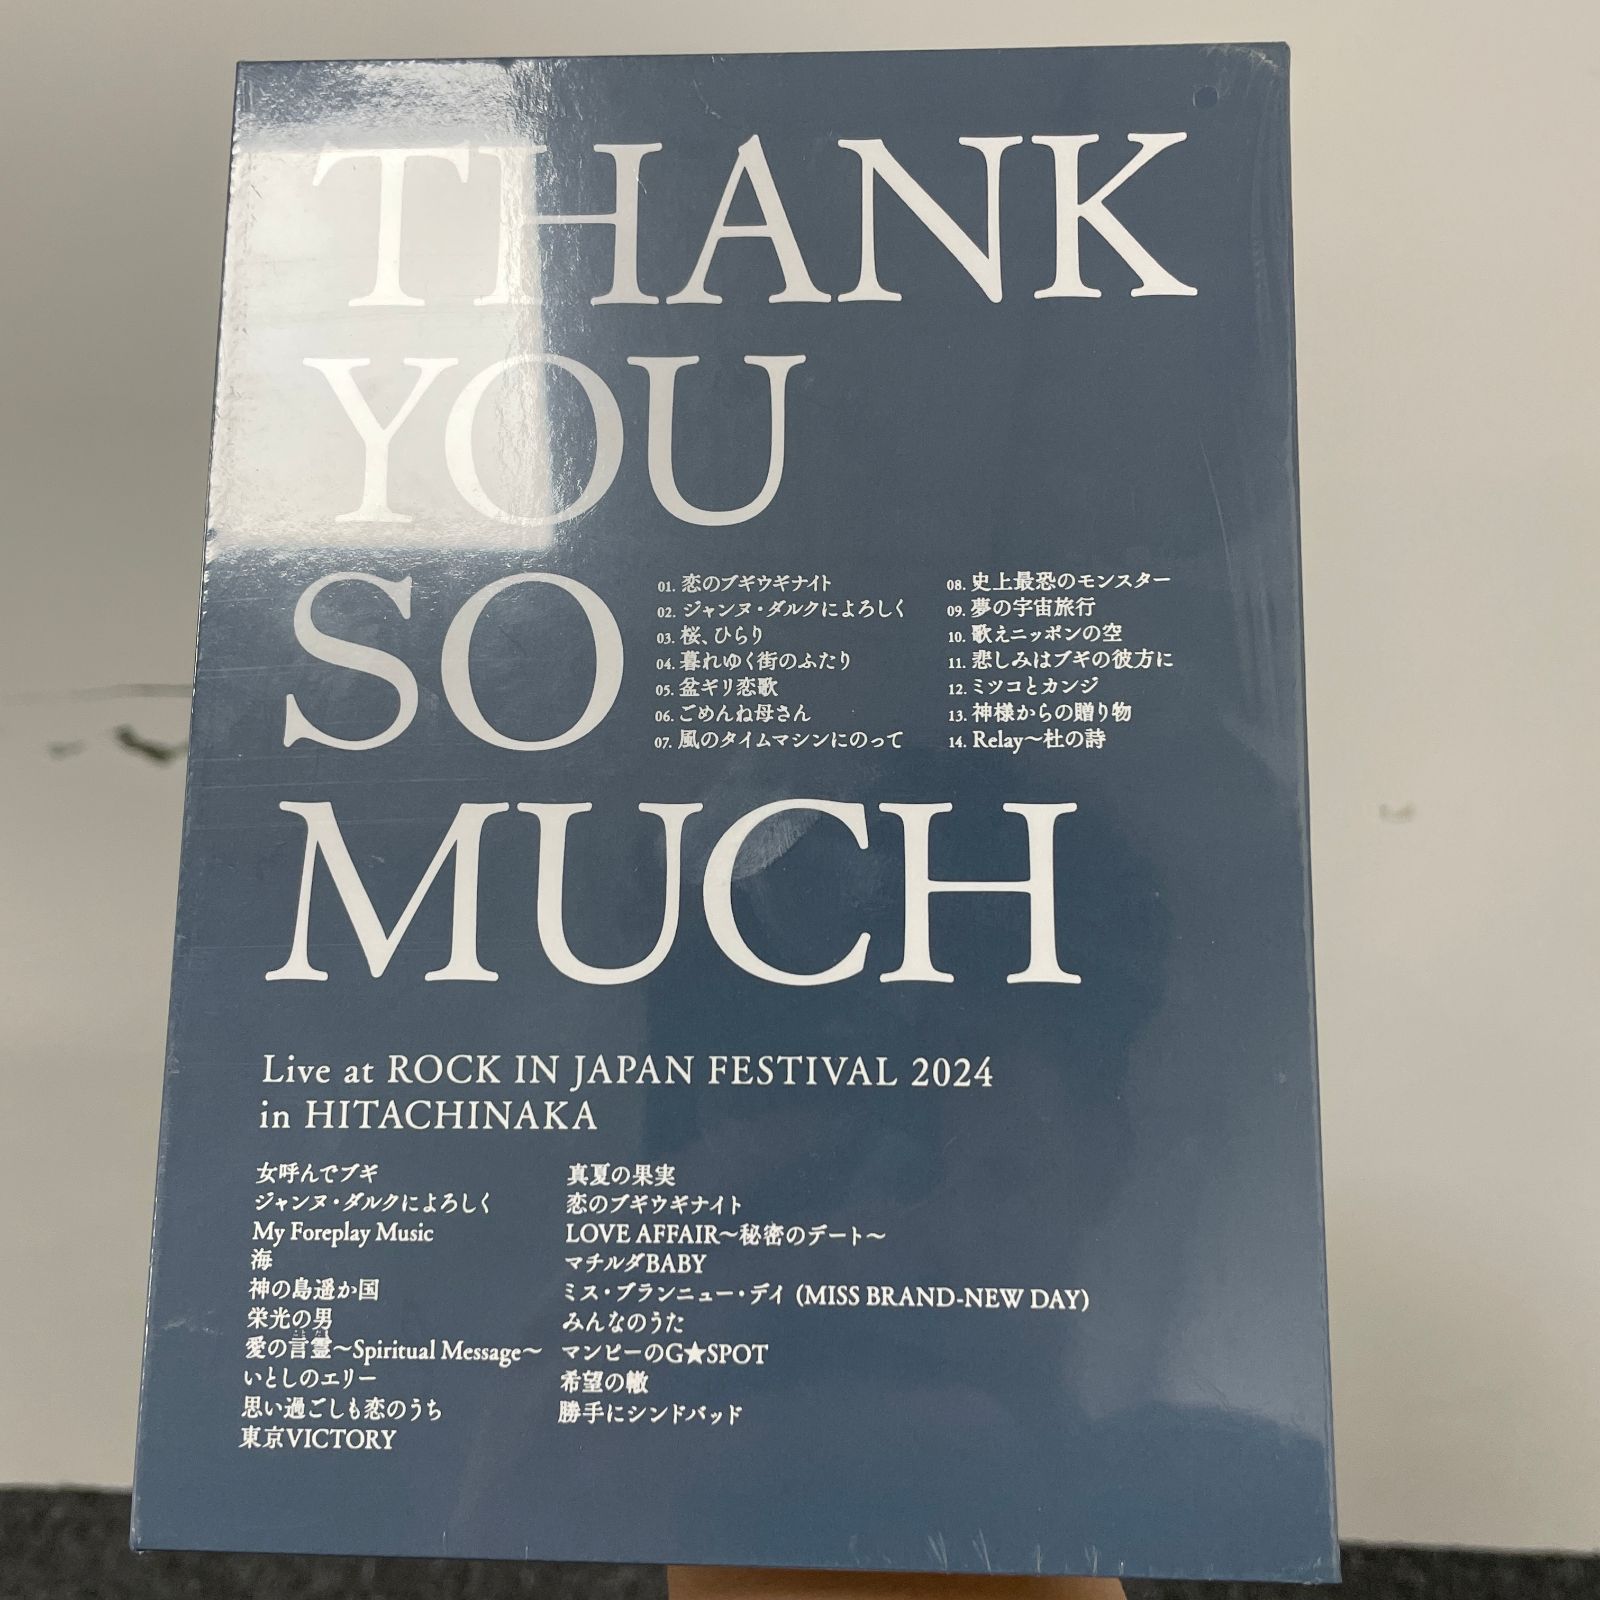 THANK
YOU
SO
01. 恋のブギウギナイト
02. ジャンヌ・ダルクによろしく
03. 桜、ひらり
04. 暮れゆく街のふたり
05. 盆ギリ恋歌
06. ごめんね母さん
07. 風のタイムマシンにのって
08. 史上最恐のモンスター
09. 夢の宇宙旅行
10. 歌えニッポンの空
11. 悲しみはブギの彼方に
12. ミツコとカンジ
13. 神様からの贈り物
14. Relay〜杜の詩
MUCH
Live at ROCK IN JAPAN FESTIVAL 2024
in HITACHINAKA
女呼んでブギ
ジャンヌ・ダルクによろしく
My Foreplay Music
海
神の島遥か国
栄光の男
愛の言霊〜Spiritual Message〜
いとしのエリー
思い過ごしも恋のうち
東京VICTORY
真夏の果実
恋のブギウギナイト
LOVE AFFAIR〜秘密のデート〜
マチルダBABY
ミス・ブランニュー・デイ (MISS BRAND-NEW DAY)
みんなのうた
マンピーのG★SPOT
希望の轍
勝手にシンドバッド